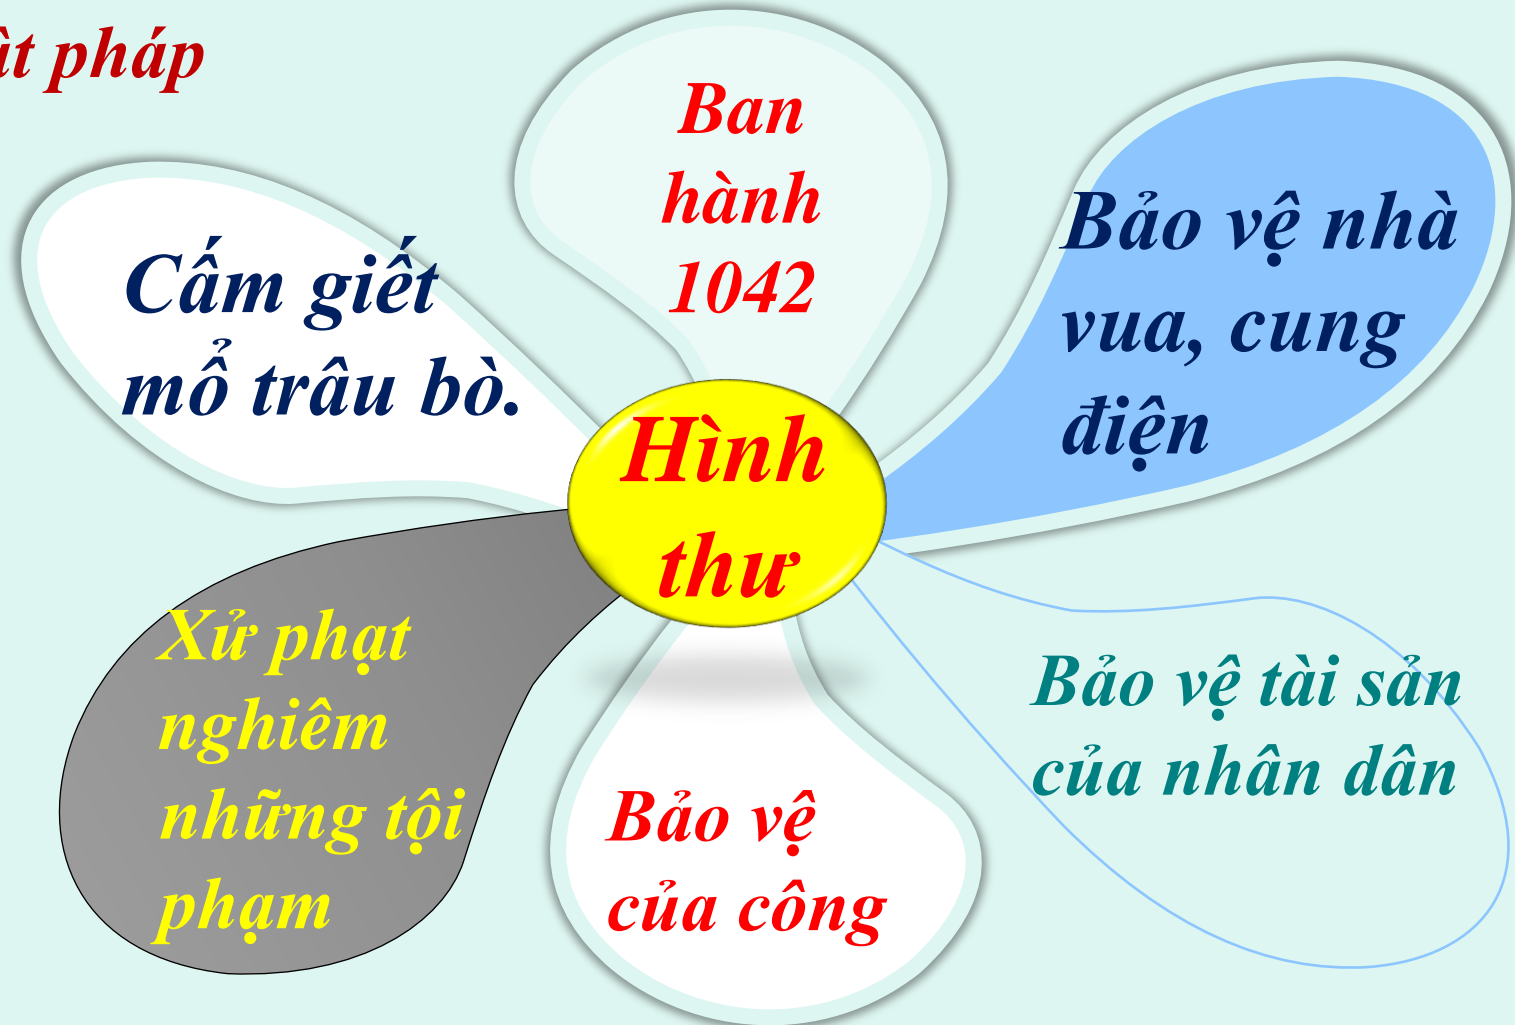 pháp
Ban
hành
1042
Bảo vệ nhà
vua, cung
điện
Cấm giết
mổ trâu bò.
Hình
thư
Bảo vệ tài sản
của nhân dân
Xử phạt
nghiêm
những tội
phạm
Bảo vệ
của công